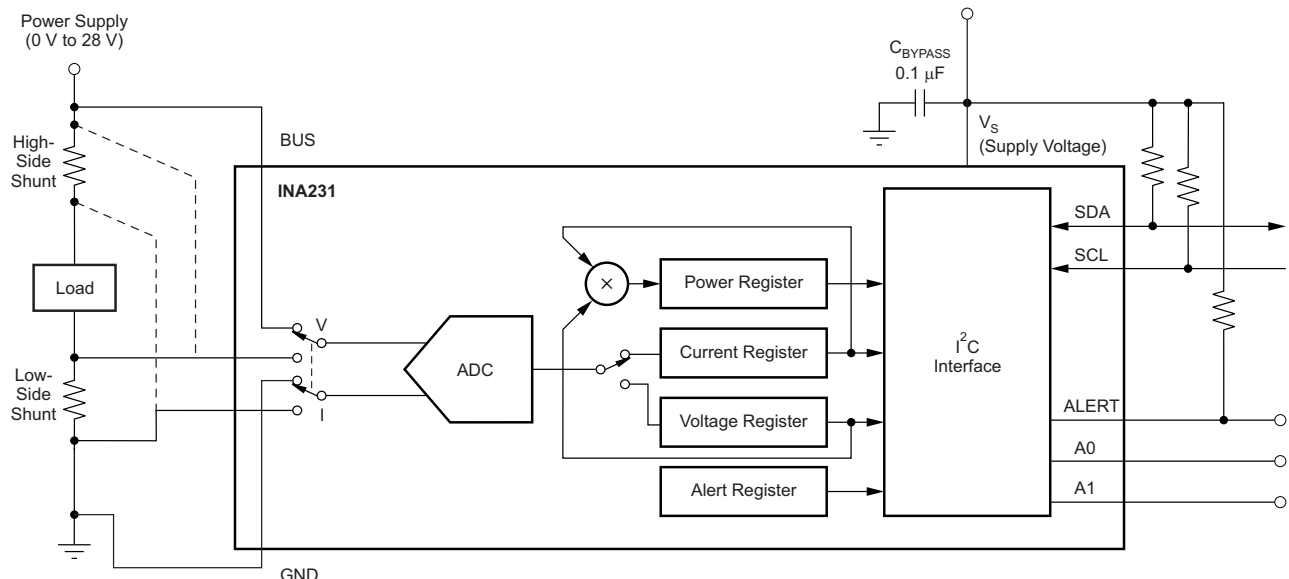 Power Supply
(0 V to 28 V)
C_BYPASS
0.1 μF
V_S
(Supply Voltage)
High-
Side
Shunt
BUS
INA231
SDA
SCL
Load
×
Power Register
V
Current Register
ADC
I²C
Interface
Low-
Side
Shunt
I
Voltage Register
ALERT
A0
Alert Register
A1
GND